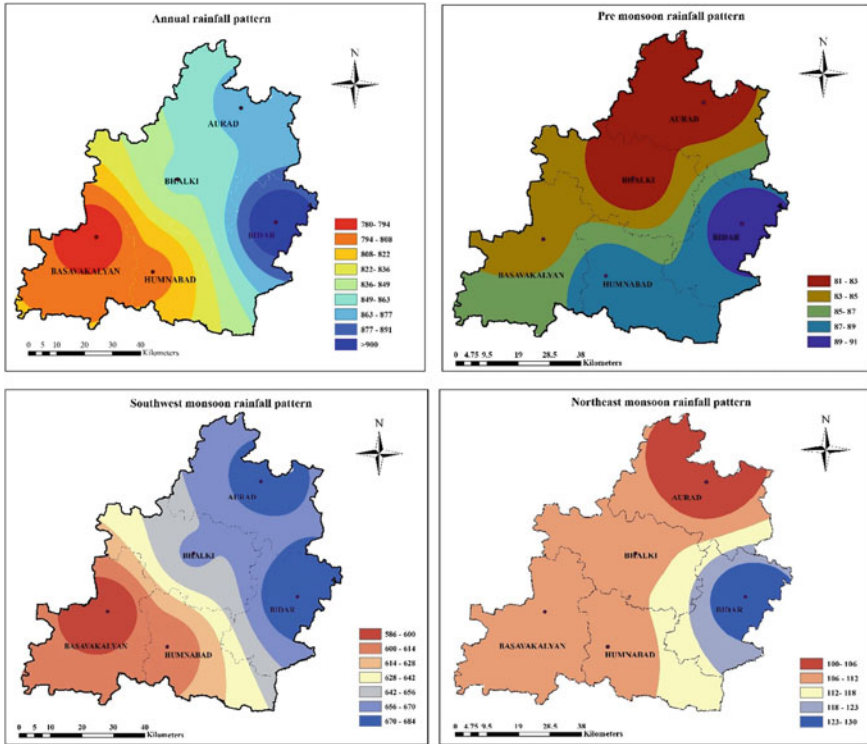 Annual rainfall pattern
N
AURAD
BHALKI
BIDAR
BASAVAKALYAN
HUMNABAD
780- 794
794 - 808
808- 822
822- 836
836- 849
849- 863
863- 877
877- 891
>900
0 5 10 20 30 40
Kilometers
Pre monsoon rainfall pattern
N
AURAD
BHALKI
BIDAR
BASAVAKALYAN
HUMNABAD
81 - 83
83 - 85
85- 87
87- 89
89 - 91
0 4.75 9.5 19 28.5 38
Kilometers
Southwest monsoon rainfall pattern
N
AURAD
BHALKI
BIDAR
BASAVAKALYAN
HUMNABAD
586 - 600
600 - 614
614 - 628
628 - 642
642 - 656
656 - 670
670 - 684
0 5 10 20 30 40
Kilometers
Northeast monsoon rainfall pattern
N
AURAD
BHALKI
BIDAR
BASAVAKALYAN
HUMNABAD
100- 106
106 - 112
112- 118
118 - 123
123- 130
0 4.75 9.5 19 28.5 38
Kilometers